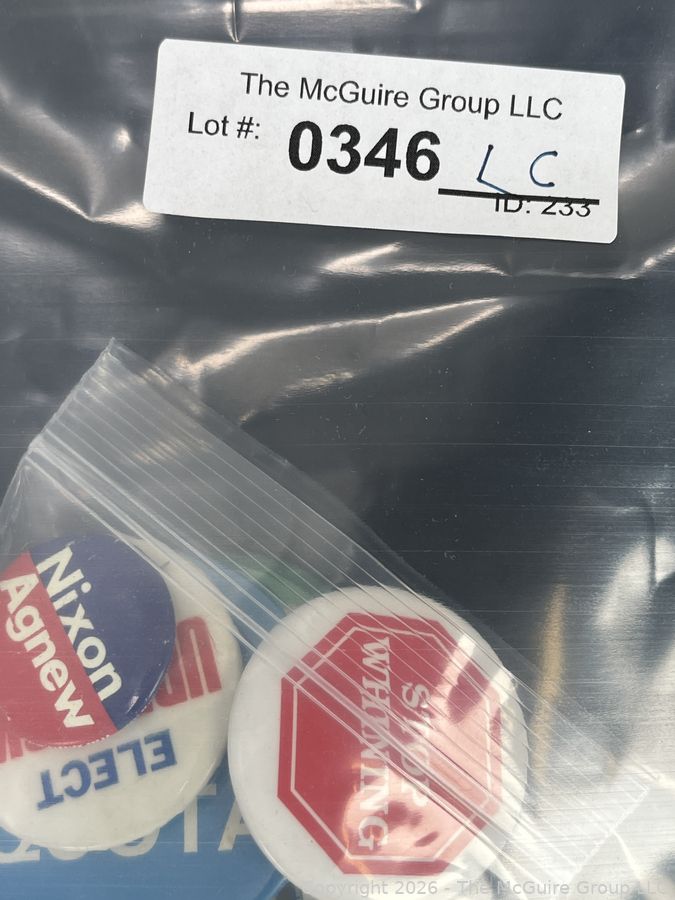 The McGuire Group LLC
Lot #: 0346 L C
ID: 233
Nixon
Agnew
ELECT
STOP
WHINING
Copyright 2026 - The McGuire Group LLC